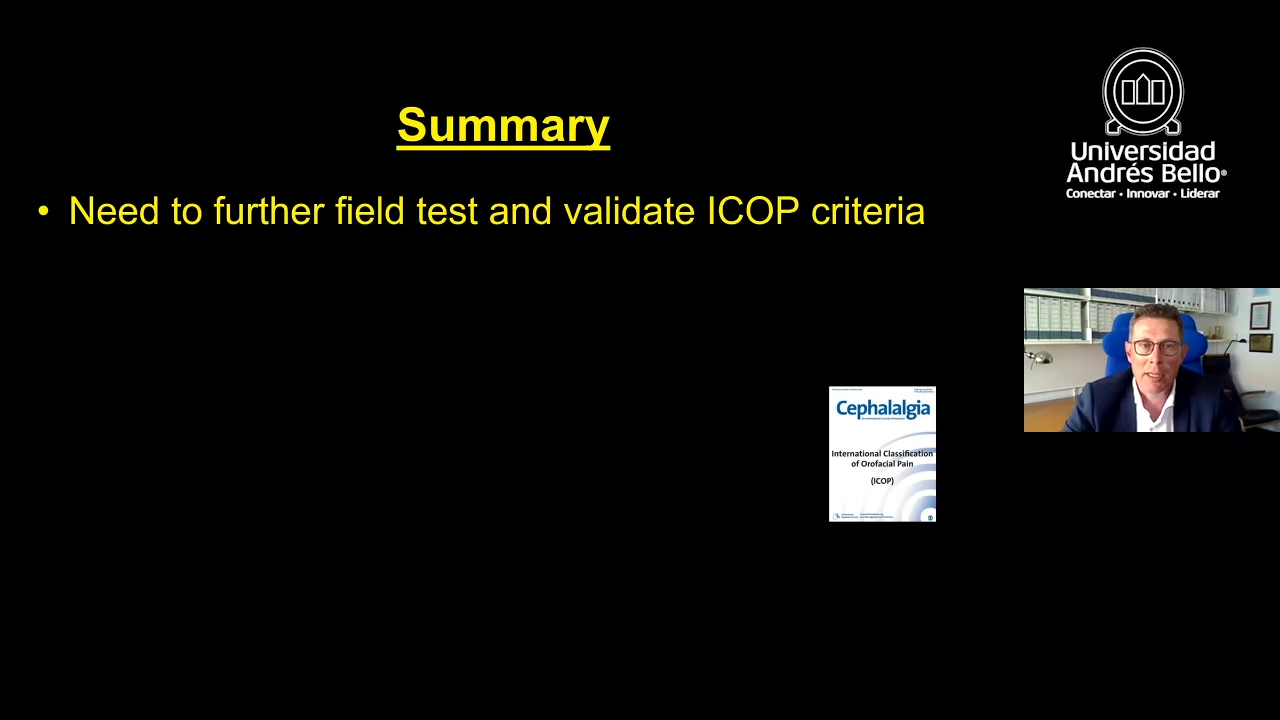 Summary
• Need to further field test and validate ICOP criteria
Universidad
Andrés Bello®
Conectar • Innovar • Liderar
Cephalalgia
International Classification
of Orofacial Pain
(ICOP)